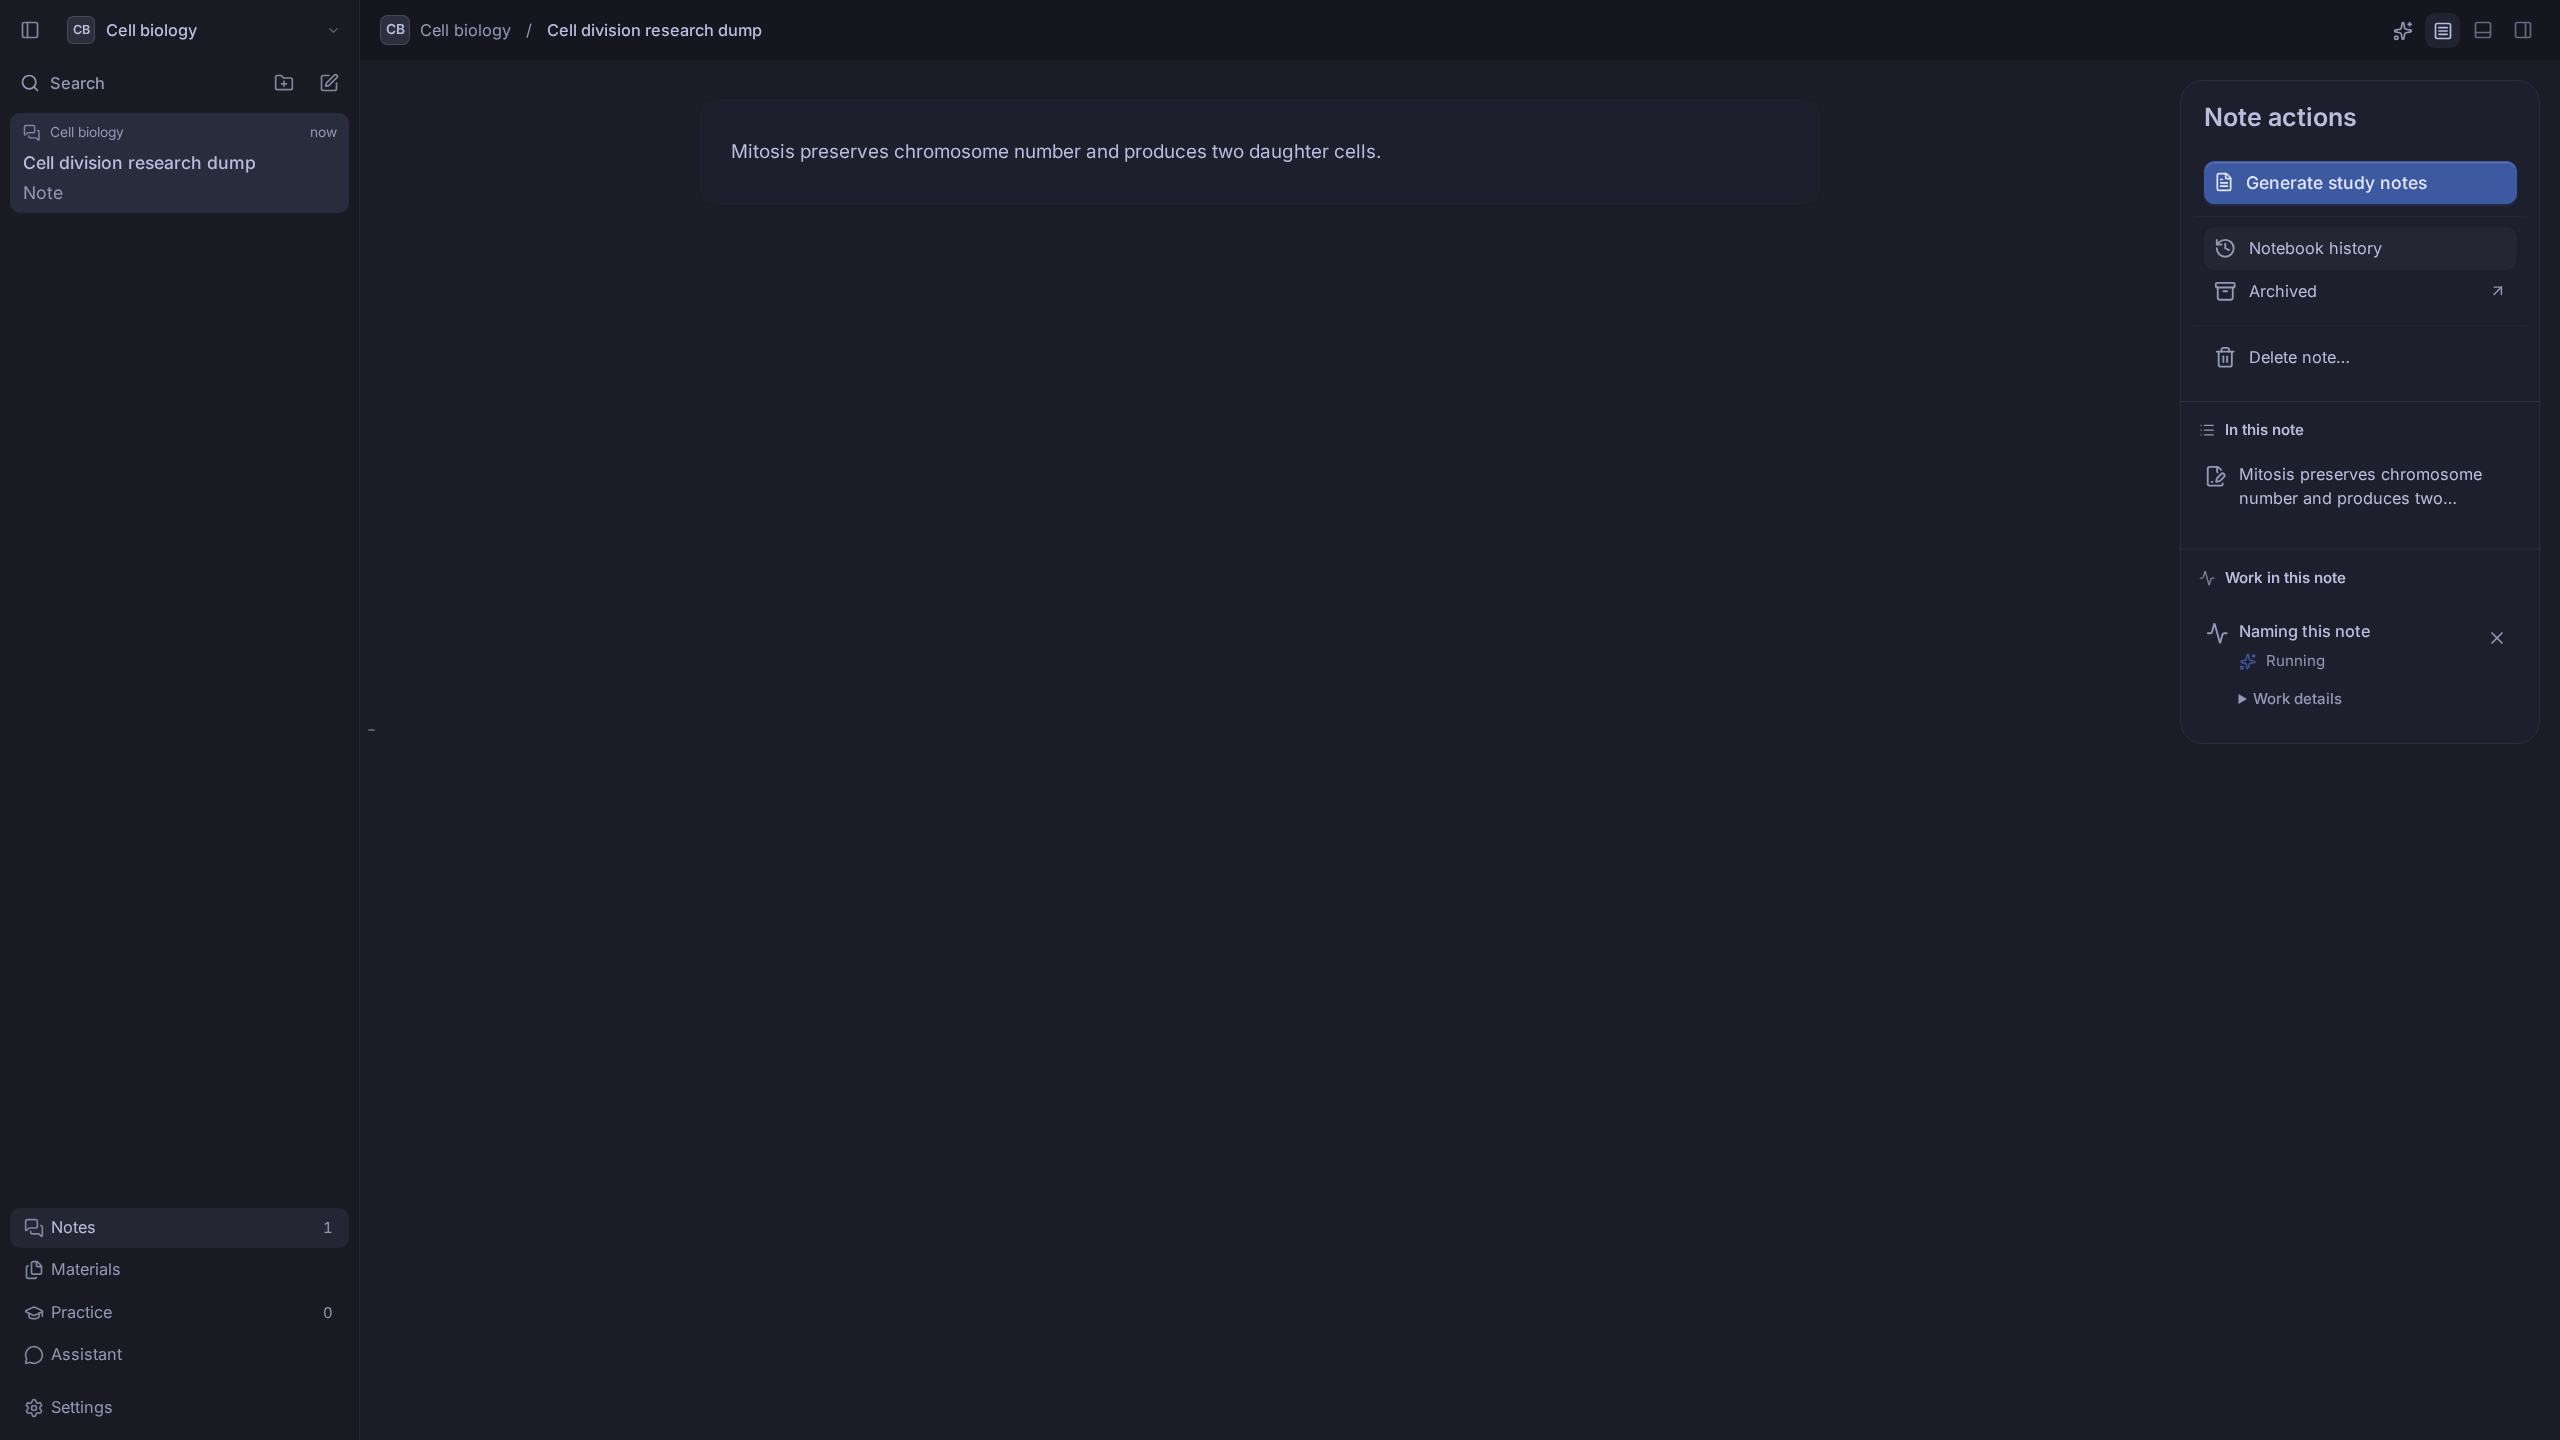 CB Cell biology
Search
Cell biology now
Cell division research dump
Note
Notes 1
Materials
Practice 0
Assistant
Settings
CB Cell biology / Cell division research dump
Mitosis preserves chromosome number and produces two daughter cells.
Note actions
Generate study notes
Notebook history
Archived
Delete note...
In this note
Mitosis preserves chromosome
number and produces two...
Work in this note
Naming this note
Running
Work details